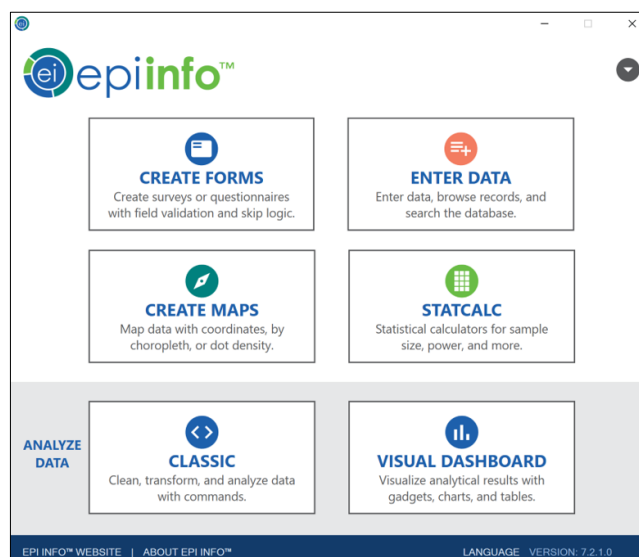 ei epiinfo™
CREATE FORMS
Create surveys or questionnaires
with field validation and skip logic.
ENTER DATA
Enter data, browse records, and
search the database.
CREATE MAPS
Map data with coordinates, by
choropleth, or dot density.
STATCALC
Statistical calculators for sample
size, power, and more.
ANALYZE
DATA
CLASSIC
Clean, transform, and analyze data
with commands.
VISUAL DASHBOARD
Visualize analytical results with
gadgets, charts, and tables.
EPI INFO™ WEBSITE | ABOUT EPI INFO™
LANGUAGE VERSION: 7.2.1.0